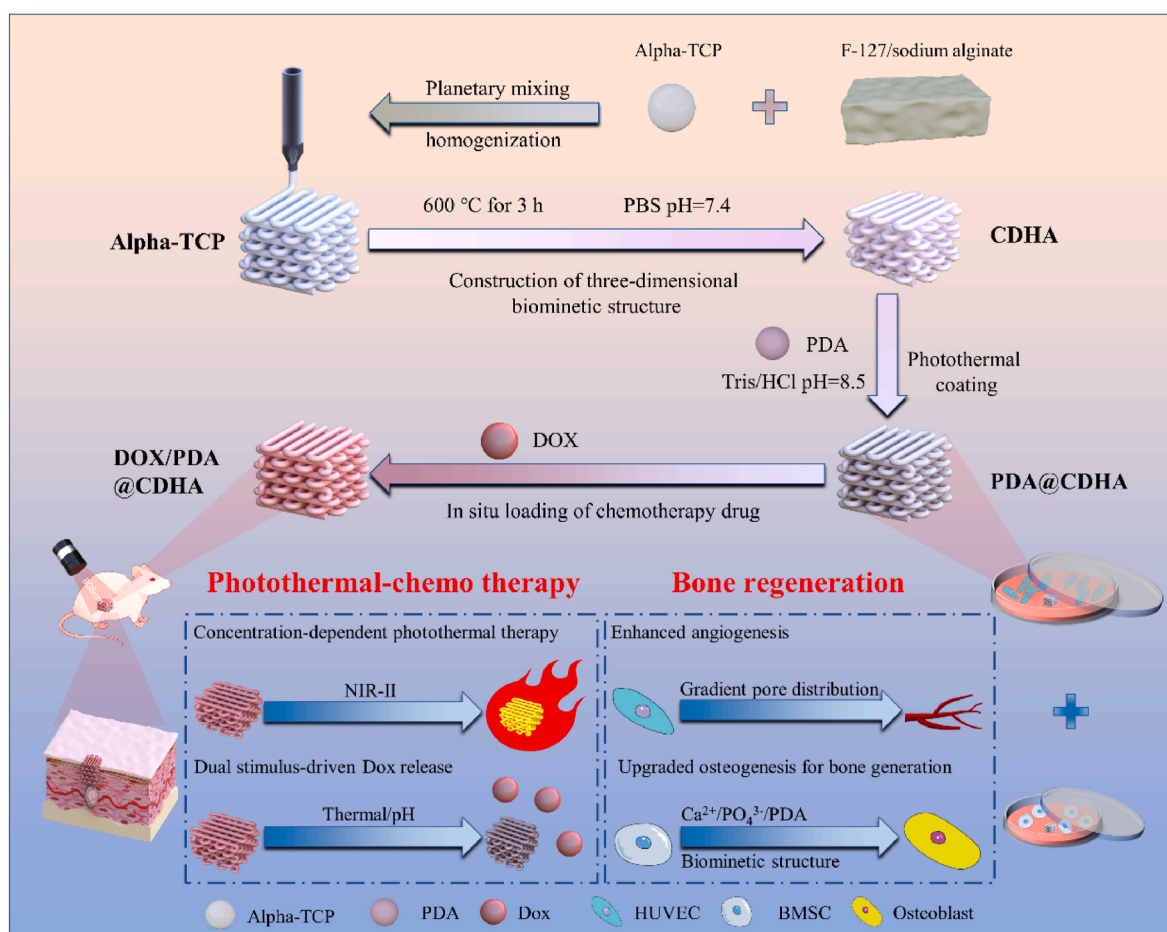 Alpha-TCP
F-127/sodium alginate
Planetary mixing
homogenization
600 °C for 3 h
PBS pH=7.4
Alpha-TCP
CDHA
Construction of three-dimensional
biominetic structure
PDA
Tris/HCl pH=8.5
Photothermal
coating
DOX/PDA
@CDHA
DOX
PDA@CDHA
In situ loading of chemotherapy drug
Photothermal-chemo therapy
Bone regeneration
Concentration-dependent photothermal therapy
NIR-II
Dual stimulus-driven Dox release
Thermal/pH
Enhanced angiogenesis
Gradient pore distribution
Upgraded osteogenesis for bone generation
Ca²⁺/PO₄³⁻/PDA
Biominetic structure
Alpha-TCP
PDA
Dox
HUVEC
BMSC
Osteoblast